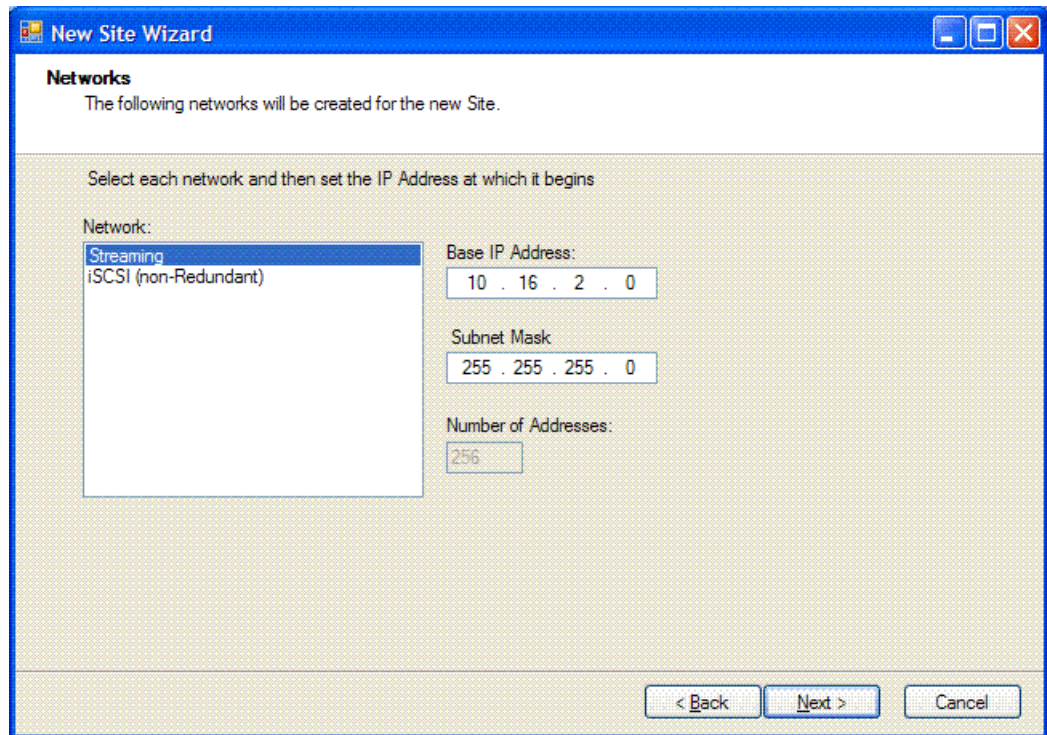 New Site Wizard
Networks
The following networks will be created for the new Site.
Select each network and then set the IP Address at which it begins
Network:
Streaming
iSCSI (non-Redundant)
Base IP Address:
10 . 16 . 2 . 0
Subnet Mask
255 . 255 . 255 . 0
Number of Addresses:
256
< Back
Next >
Cancel